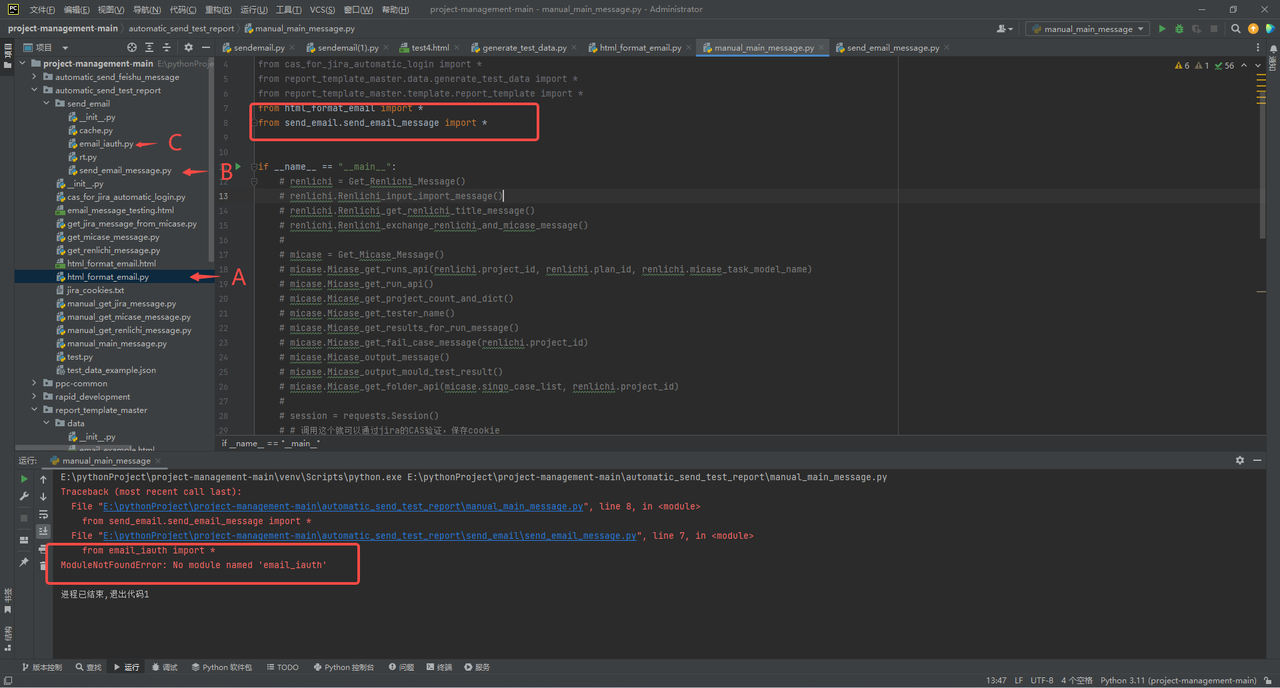 文件(F) 编辑(E) 视图(V) 导航(N) 代码(C) 重构(R) 运行(U) 工具(T) VCS(S) 窗口(W) 帮助(H) project-management-main - manual_main_message.py - Administrator
project-management-main automatic_send_test_report manual_main_message.py
manual_main_message
项目
sendemail.py sendemail(1).py test4.html generate_test_data.py html_format_email.py manual_main_message.py send_email_message.py
6 1 56
project-management-main E:\pythonProj
automatic_send_feishu_message
automatic_send_test_report
send_email
__init__.py
cache.py
email_iauth.py
C
rt.py
send_email_message.py
B
__init__.py
cas_for_jira_automatic_login.py
email_message_testing.html
get_jira_message_from_micase.py
get_micase_message.py
get_renlichi_message.py
html_format_email.html
html_format_email.py
A
jira_cookies.txt
manual_get_jira_message.py
manual_get_micase_message.py
manual_get_renlichi_message.py
manual_main_message.py
test.py
test_data_example.json
ppc-common
rapid_development
report_template_master
data
__init__.py
email_example.html
4 from cas_for_jira_automatic_login import *
5 from report_template_master.data.generate_test_data import *
6 from report_template_master.template.report_template import *
7 from html_format_email import *
8 from send_email.send_email_message import *
9
10
if __name__ == "__main__":
12 # renlichi = Get_Renlichi_Message()
13 # renlichi.Renlichi_input_import_message()
14 # renlichi.Renlichi_get_renlichi_title_message()
15 # renlichi.Renlichi_exchange_renlichi_and_micase_message()
16 #
17 # micase = Get_Micase_Message()
18 # micase.Micase_get_runs_api(renlichi.project_id, renlichi.plan_id, renlichi.micase_task_model_name)
19 # micase.Micase_get_run_api()
20 # micase.Micase_get_project_count_and_dict()
21 # micase.Micase_get_tester_name()
22 # micase.Micase_get_results_for_run_message()
23 # micase.Micase_get_fail_case_message(renlichi.project_id)
24 # micase.Micase_output_message()
25 # micase.Micase_output_mould_test_result()
26 # micase.Micase_get_folder_api(micase.singo_case_list, renlichi.project_id)
27 #
28 # session = requests.Session()
29 # # 调用这个就可以通过jira的CAS验证，保存cookie
if __name__ == "__main__"
运行: manual_main_message
E:\pythonProject\project-management-main\venv\Scripts\python.exe E:\pythonProject\project-management-main\automatic_send_test_report\manual_main_message.py
Traceback (most recent call last):
File "E:\pythonProject\project-management-main\automatic_send_test_report\manual_main_message.py", line 8, in <module>
from send_email.send_email_message import *
File "E:\pythonProject\project-management-main\automatic_send_test_report\send_email\send_email_message.py", line 7, in <module>
from email_iauth import *
ModuleNotFoundError: No module named 'email_iauth'
进程已结束,退出代码1
书签
结构
版本控制 查找 运行 调试 Python 软件包 TODO Python 控制台 问题 终端 服务
13:47 LF UTF-8 4 个空格 Python 3.11 (project-management-main)